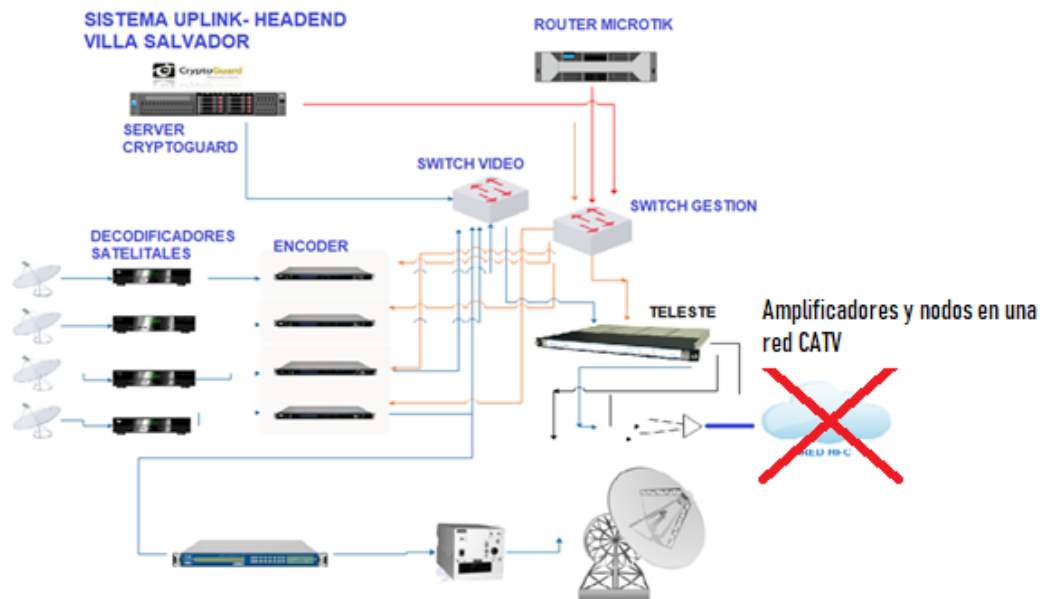 SISTEMA UPLINK- HEADEND
VILLA SALVADOR
ROUTER MICROTIK
CryptoGuard
SERVER
CRYPTOGUARD
SWITCH VIDEO
SWITCH GESTION
DECODIFICADORES
SATELITALES
ENCODER
TELESTE
Amplificadores y nodos en una
red CATV
RED HFC